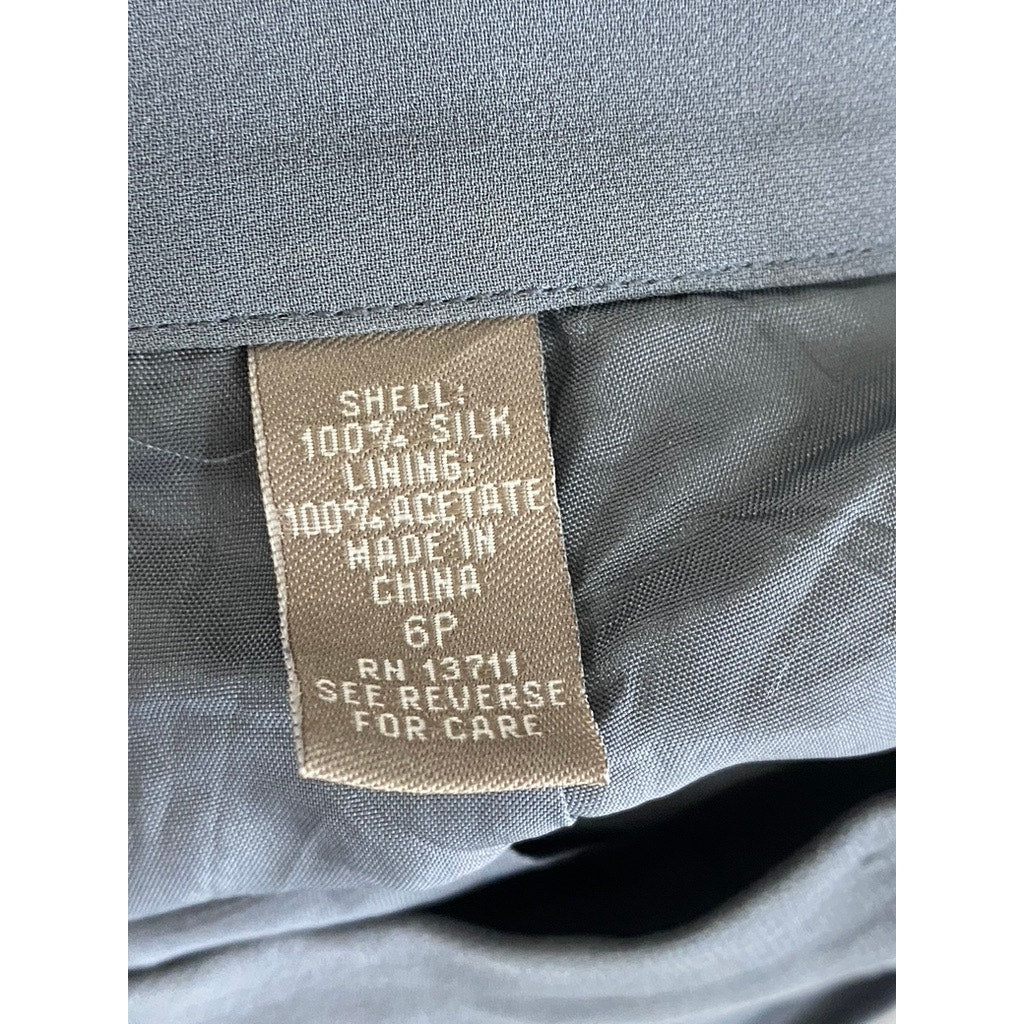 SHELL:
100% SILK
LINING:
100% ACETATE
MADE IN
CHINA
6P
RN 13711
SEE REVERSE
FOR CARE